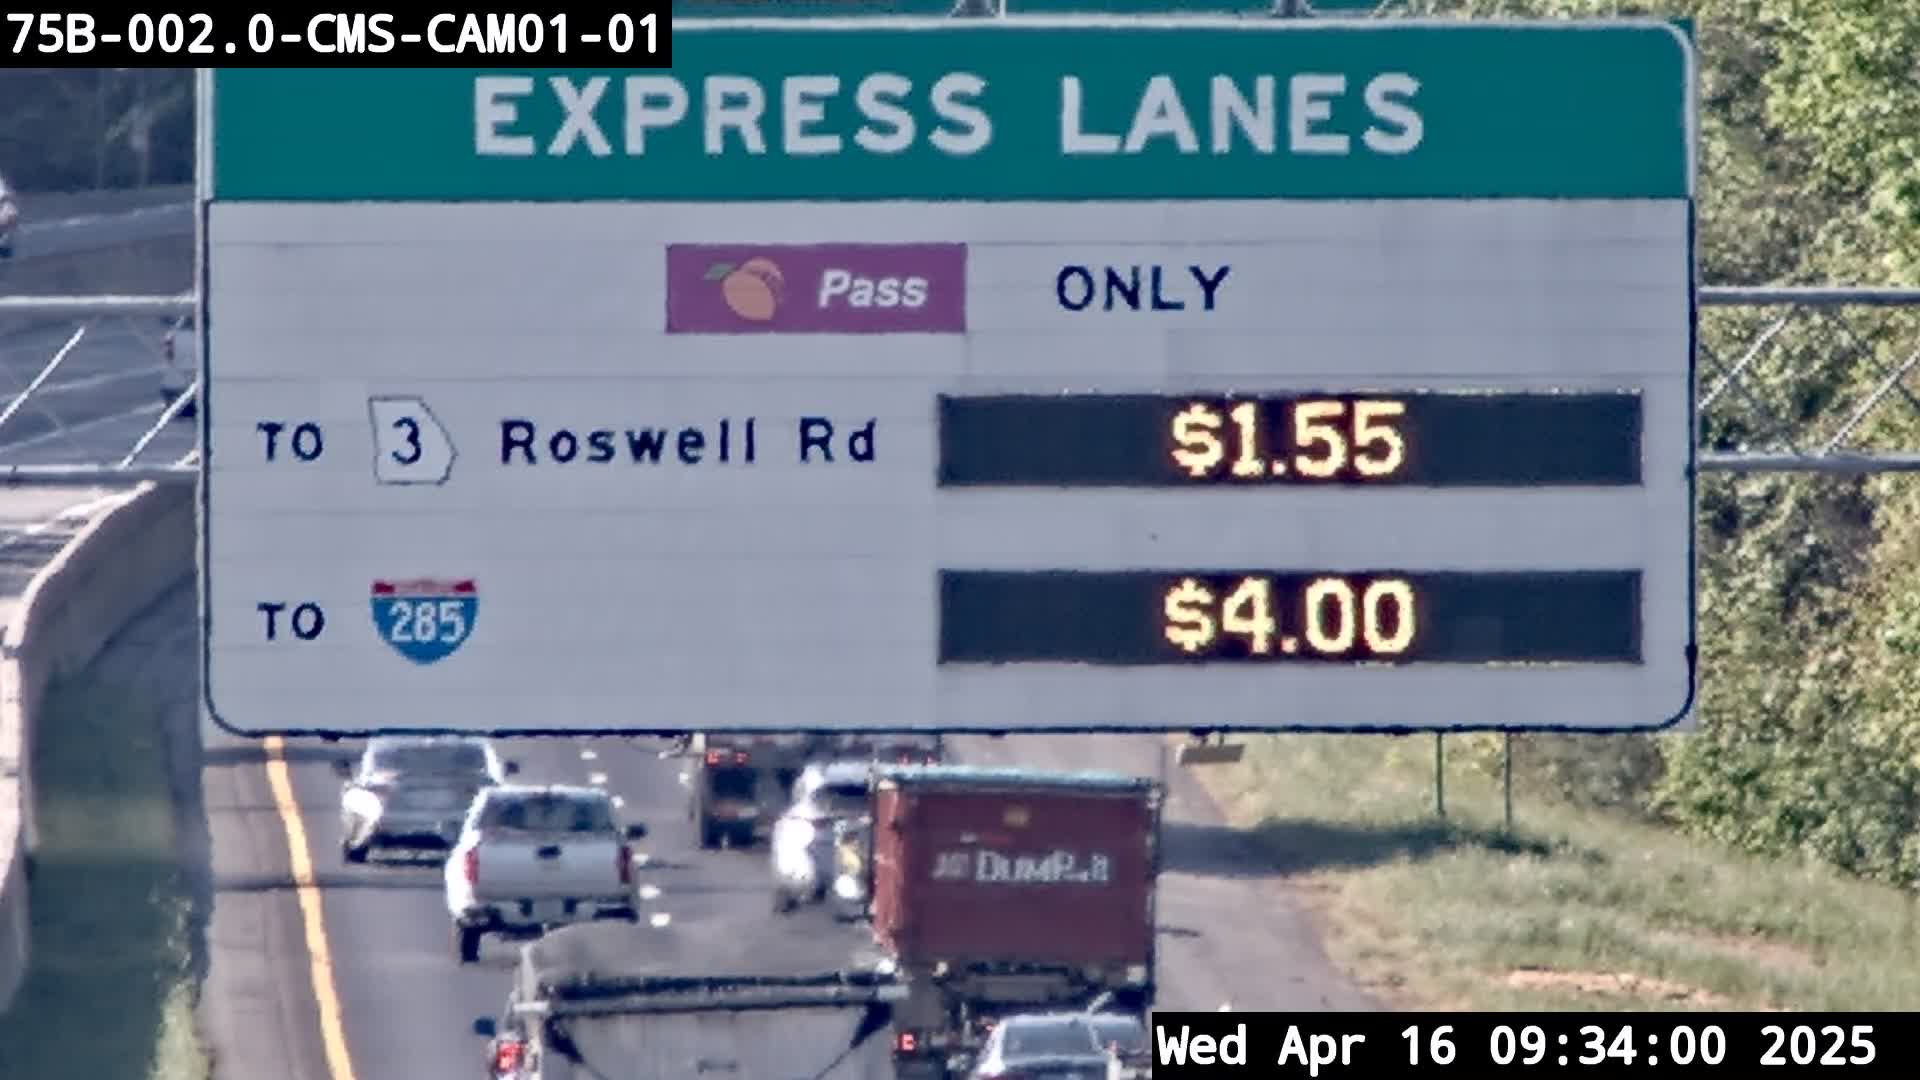 75B-002.0-CMS-CAM01-01
EXPRESS LANES
Pass ONLY
TO 3 Roswell Rd $1.55
TO 285 $4.00
Wed Apr 16 09:34:00 2025